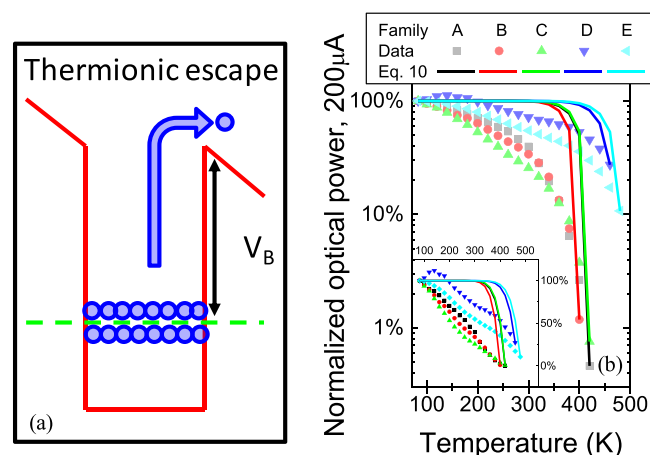 Thermionic escape
V_B
(a)
Family A B C D E
Data
Eq. 10
Normalized optical power, 200μA
100%
10%
1%
100 200 300 400 500
100 200 300 400 500
100%
50%
0%
(b)
Temperature (K)